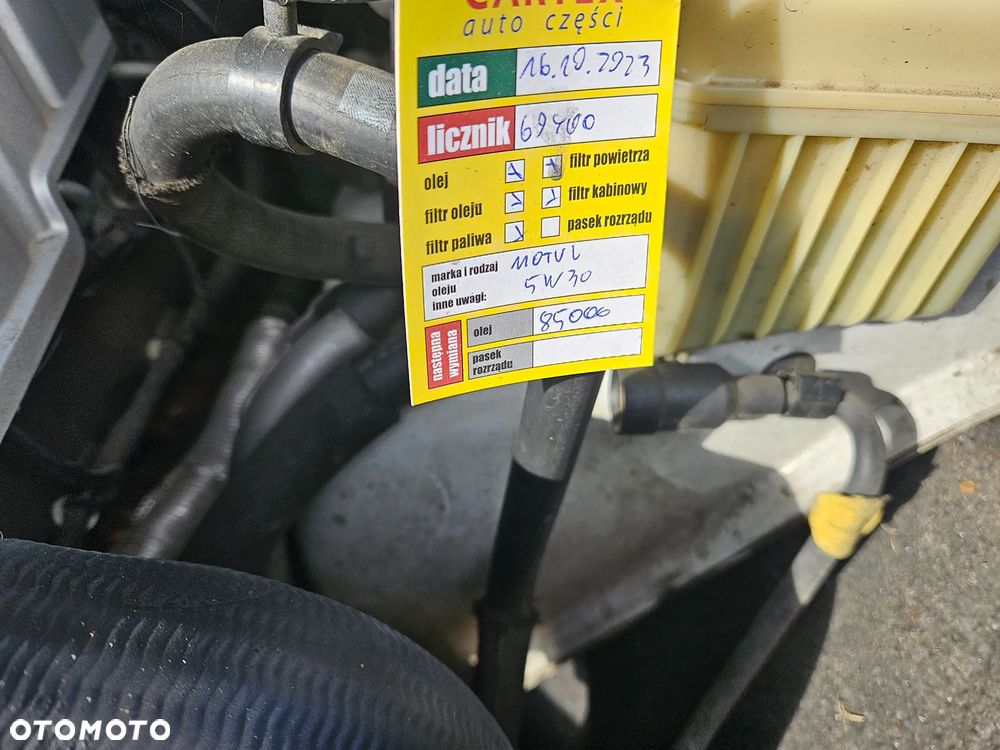 CARTEX
auto części
data 16.10.2023
licznik 69400
olej filtr powietrza
filtr oleju filtr kabinowy
filtr paliwa pasek rozrządu
marka i rodzaj MOTUL
oleju 5W30
inne uwagi:
następna wymiana
olej 85000
pasek
rozrządu
OTOMOTO